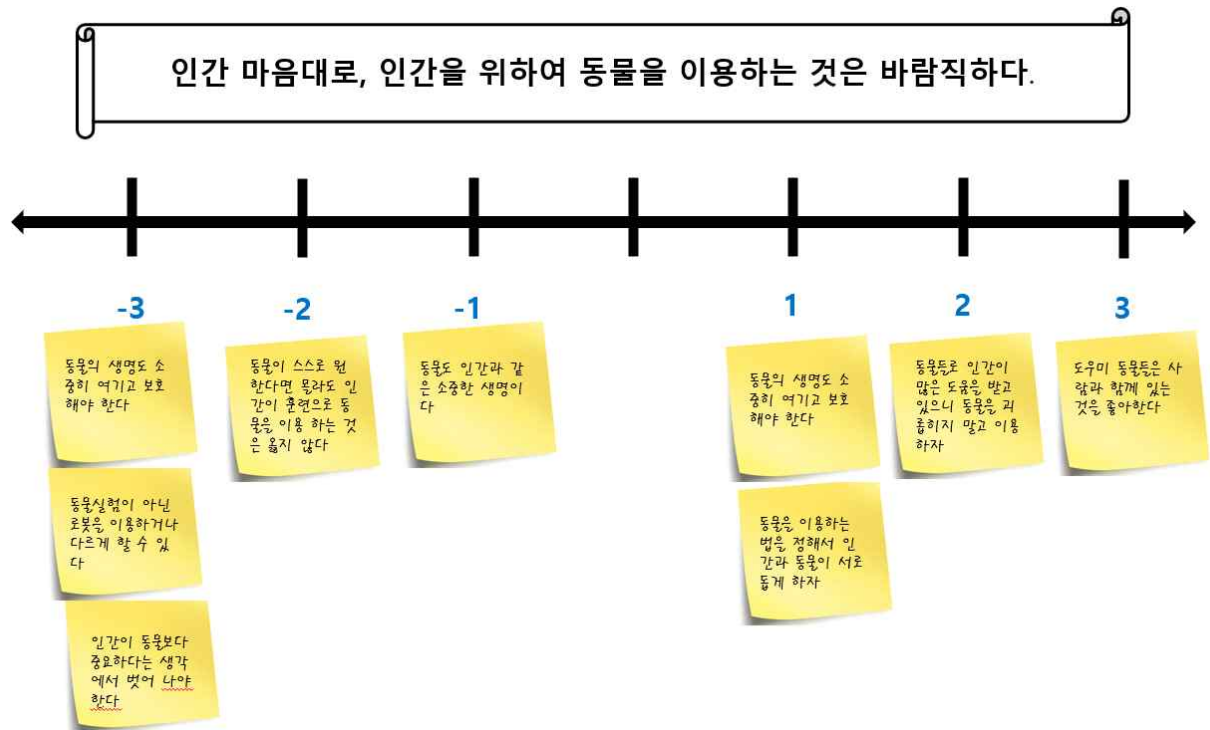 인간 마음대로, 인간을 위하여 동물을 이용하는 것은 바람직하다.
-3
-2
-1
1
2
3
동물의 생명도 소
중히 여기고 보호
해야 한다
동물이 스스로 원
한다면 몰라도 인
간이 훈련으로 동
물을 이용 하는 것
은 옳지 않다
동물도 인간과 같
은 소중한 생명이
다
동물의 생명도 소
중히 여기고 보호
해야 한다
동물들로 인간이
많은 도움을 받고
있으니 동물을 괴
롭히지 말고 이용
하자
도우미 동물들은 사
람과 함께 있는
것을 좋아한다
동물실험이 아닌
로봇을 이용하거나
다르게 할 수 있
다
동물을 이용하는
법을 정해서 인
간과 동물이 서로
돕게 하자
인간이 동물보다
중요하다는 생각
에서 벗어 나야
한다